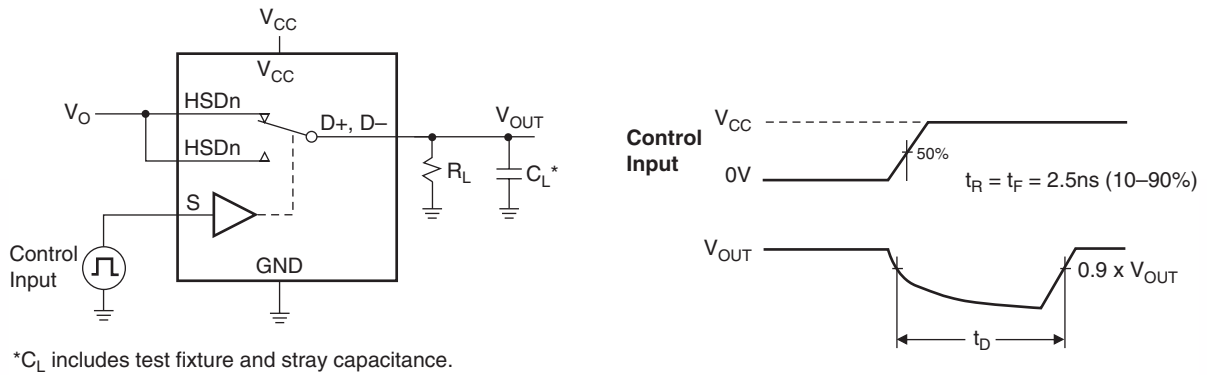 V_CC
V_CC
V_O
HSDn
D+, D–
V_OUT
HSDn
R_L
C_L*
S
Control
Input
GND
*C_L includes test fixture and stray capacitance.
Control
Input
V_CC
50%
0V
t_R = t_F = 2.5ns (10–90%)
V_OUT
0.9 x V_OUT
t_D